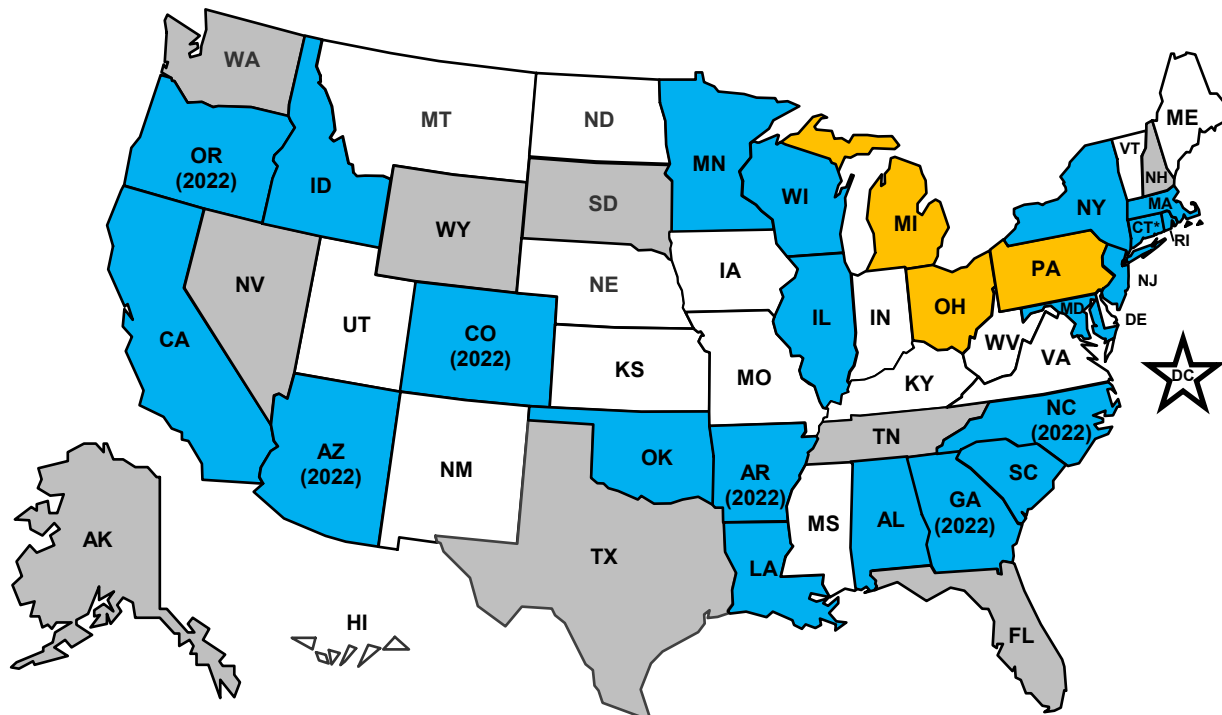 WA
MT
ND
ME
VT
OR
(2022)
ID
MN
NH
SD
WI
NY
MA
WY
MI
CT*
RI
NV
NE
IA
PA
NJ
UT
CA
CO
(2022)
IL
IN
OH
MD
DE
WV
VA
KS
MO
KY
DC
AZ
(2022)
NM
OK
AR
(2022)
TN
NC
(2022)
SC
MS
AL
GA
(2022)
AK
TX
LA
HI
FL